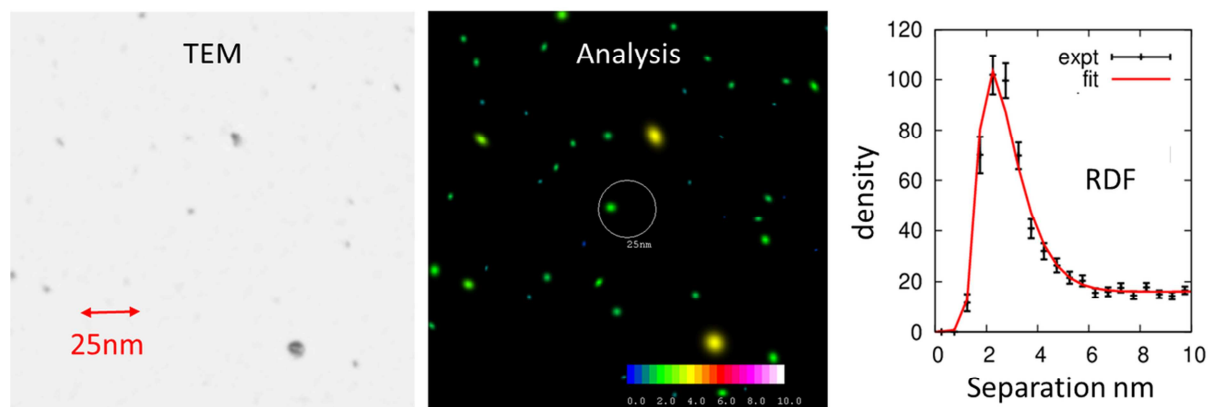 TEM
25nm
Analysis
25nm
0.0 2.0 4.0 6.0 8.0 10.0
120
100
80
60
40
20
0
density
expt
fit
RDF
0 2 4 6 8 10
Separation nm